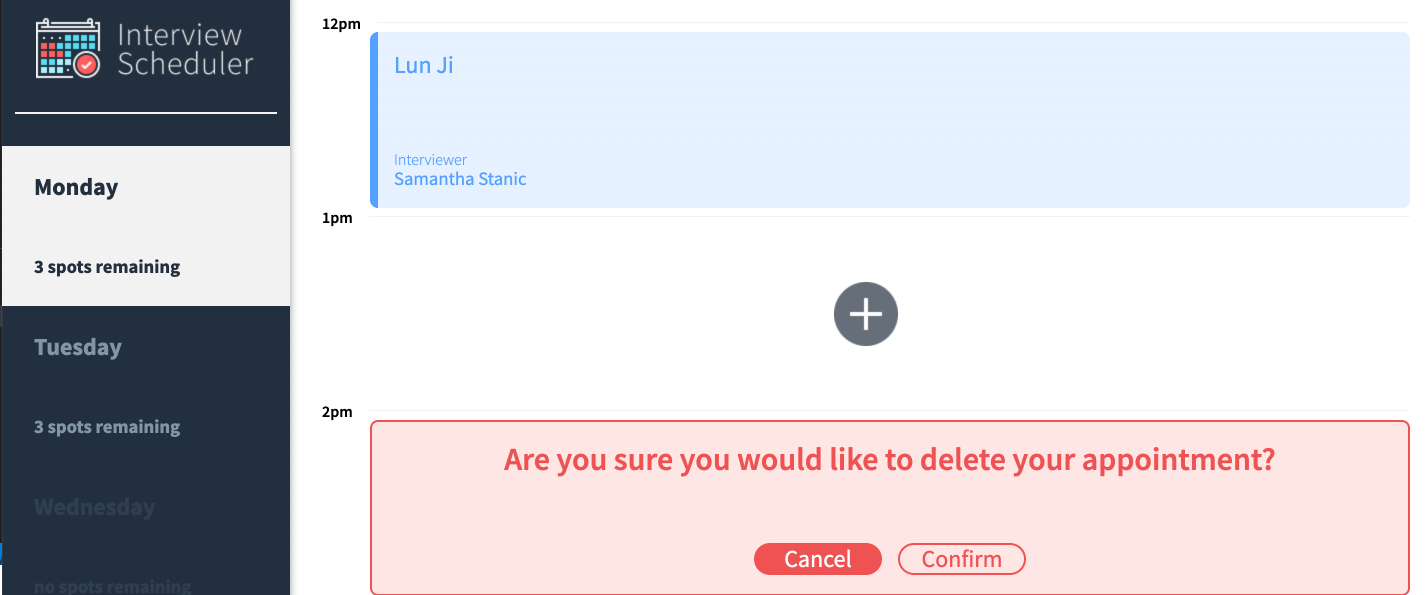 Interview
Scheduler
Monday
3 spots remaining
Tuesday
3 spots remaining
Wednesday
no spots remaining
12pm
Lun Ji
Interviewer
Samantha Stanic
1pm
2pm
Are you sure you would like to delete your appointment?
Cancel
Confirm